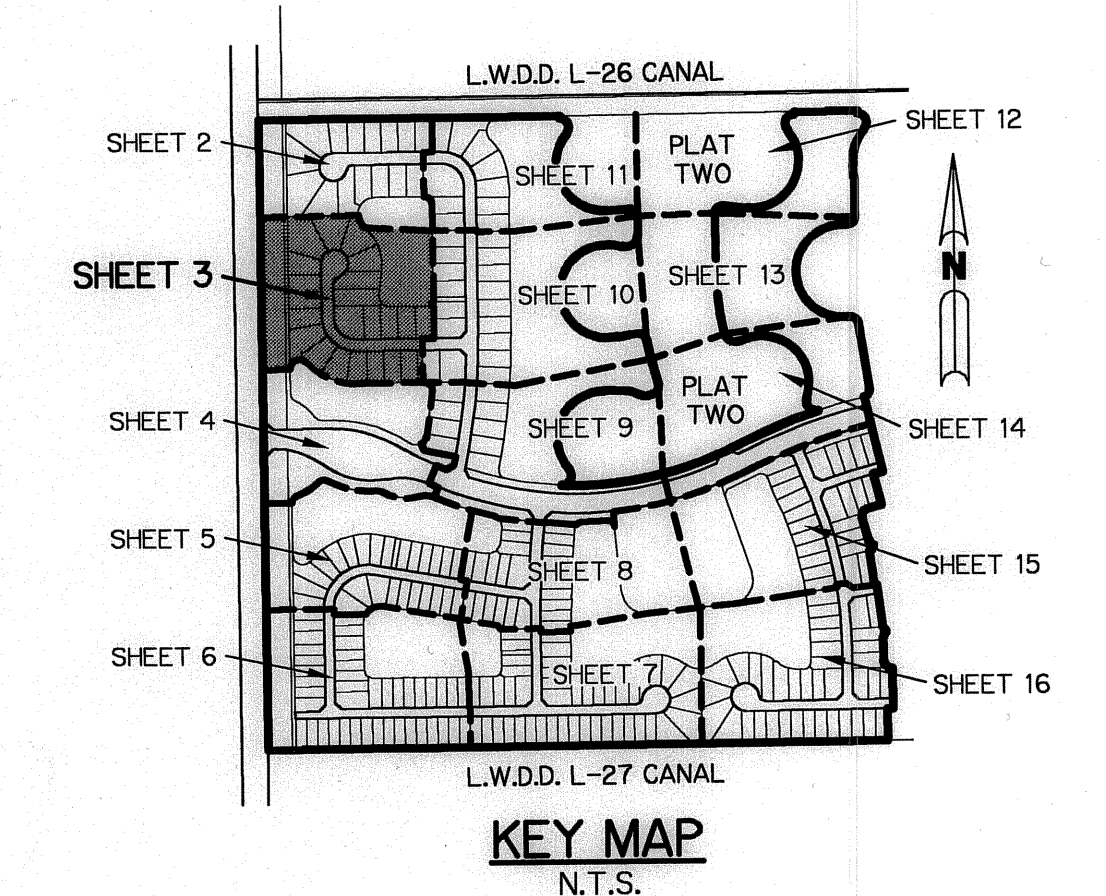 L.W.D.D. L-26 CANAL
SHEET 2
SHEET 12
PLAT
TWO
SHEET 11
SHEET 3
SHEET 13
N
SHEET 10
PLAT
TWO
SHEET 4
SHEET 9
SHEET 14
SHEET 5
SHEET 8
SHEET 15
SHEET 6
SHEET 7
SHEET 16
L.W.D.D. L-27 CANAL
KEY MAP
N.T.S.